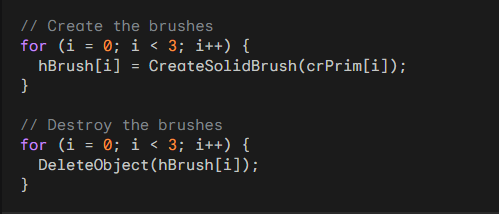 // Create the brushes
for (i = 0; i < 3; i++) {
  hBrush[i] = CreateSolidBrush(crPrim[i]);
}

// Destroy the brushes
for (i = 0; i < 3; i++) {
  DeleteObject(hBrush[i]);
}